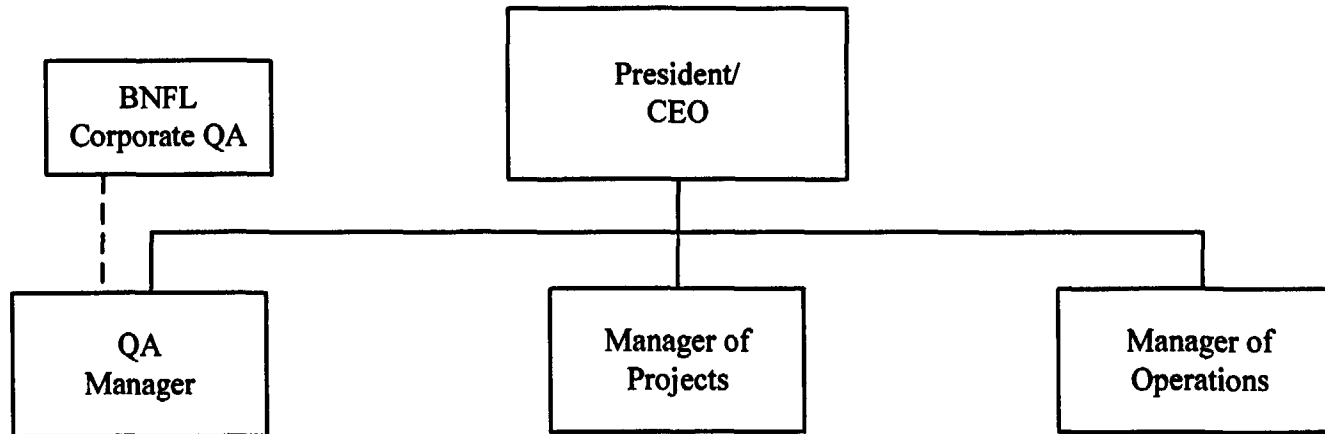 BNFL
Corporate QA
President/
CEO
QA
Manager
Manager of
Projects
Manager of
Operations